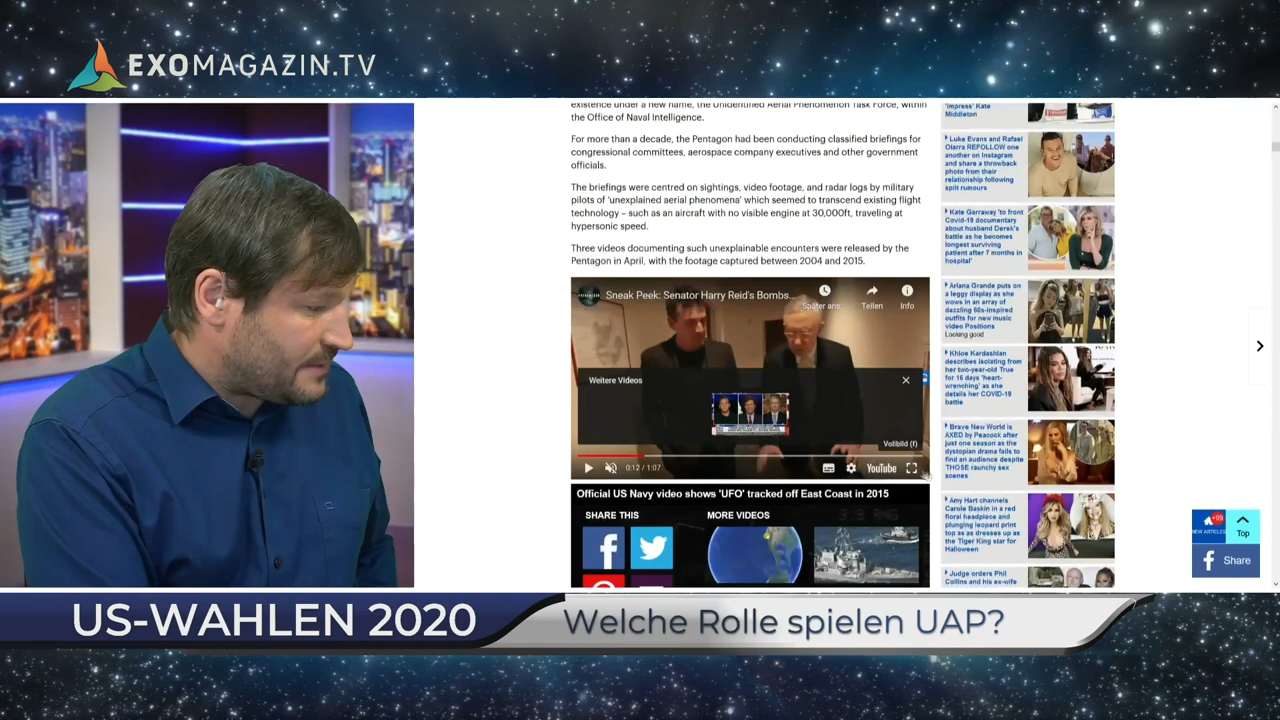 EXOMAGAZIN.TV
existence under a new name, the Unidentified Aerial Phenomenon Task Force, within
the Office of Naval Intelligence.
For more than a decade, the Pentagon had been conducting classified briefings for
congressional committees, aerospace company executives and other government
officials.
The briefings were centred on sightings, video footage, and radar logs by military
pilots of 'unexplained aerial phenomena' which seemed to transcend existing flight
technology – such as an aircraft with no visible engine at 30,000ft, traveling at
hypersonic speed.
Three videos documenting such unexplainable encounters were released by the
Pentagon in April, with the footage captured between 2004 and 2015.
Sneak Peek: Senator Harry Reid's Bombs...
Später ans...
Teilen
Info
Weitere Videos
Vollbild (f)
0:12 / 1:07
YouTube
Official US Navy video shows 'UFO' tracked off East Coast in 2015
SHARE THIS
MORE VIDEOS
'impress' Kate
Middleton
Luke Evans and Rafael
Olarra REFOLLOW one
another on Instagram
and share a throwback
photo from their
relationship following
split rumours
Kate Garraway 'to front
Covid-19 documentary
about husband Derek's
battle as he becomes
longest surviving
patient after 7 months in
hospital'
Ariana Grande puts on
a leggy display as she
wows in an array of
dazzling 60s-inspired
outfits for new music
video Positions
Looking good
Khloe Kardashian
describes isolating from
her two-year-old True
for 16 days 'heart-
wrenching' as she
details her COVID-19
battle
Brave New World is
AXED by Peacock after
just one season as the
dystopian drama fails to
find an audience despite
THOSE raunchy sex
scenes
Amy Hart channels
Carole Baskin in a red
floral headpiece and
plunging leopard print
top as as dresses up as
the Tiger King star for
Halloween
Judge orders Phil
Collins and his ex-wife
+99
NEW ARTICLES
Top
Share
US-WAHLEN 2020
Welche Rolle spielen UAP?